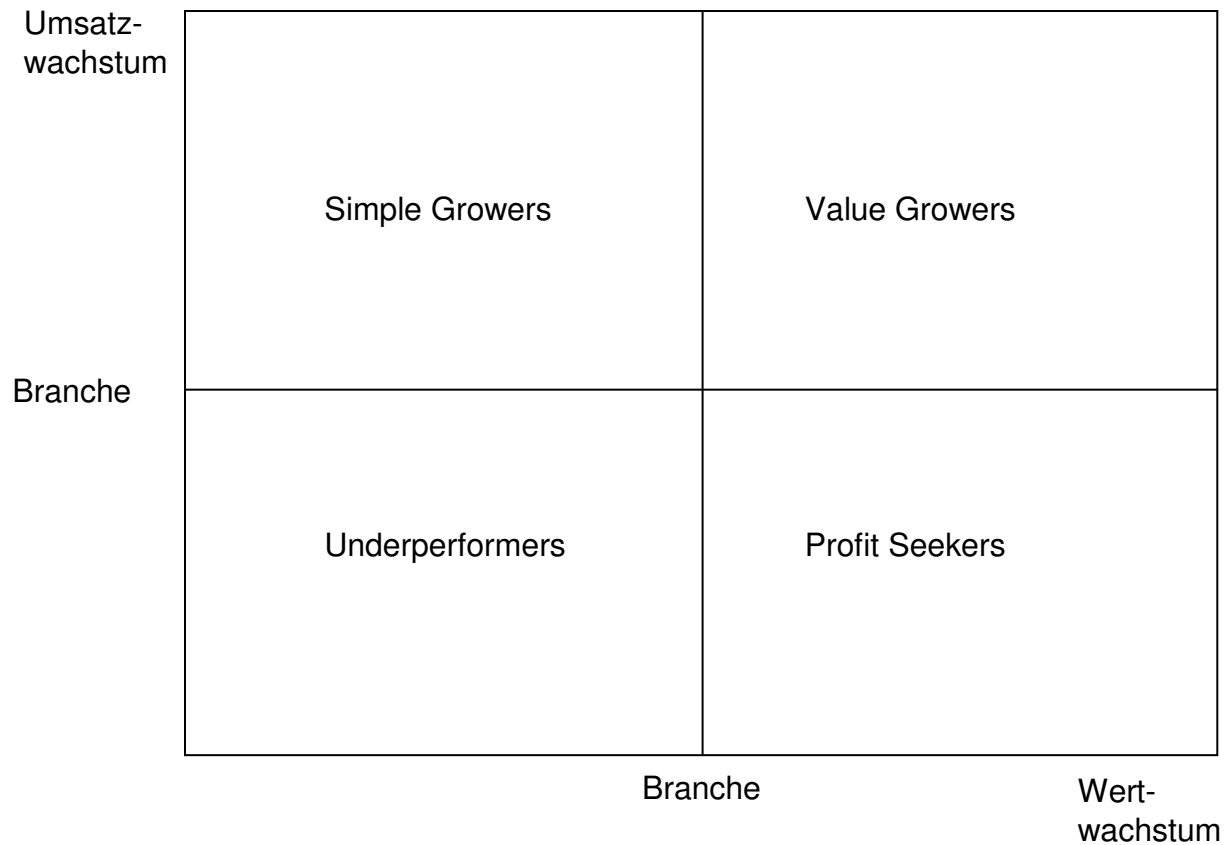 Umsatz-
wachstum
Simple Growers
Value Growers
Branche
Underperformers
Profit Seekers
Branche
Wert-
wachstum